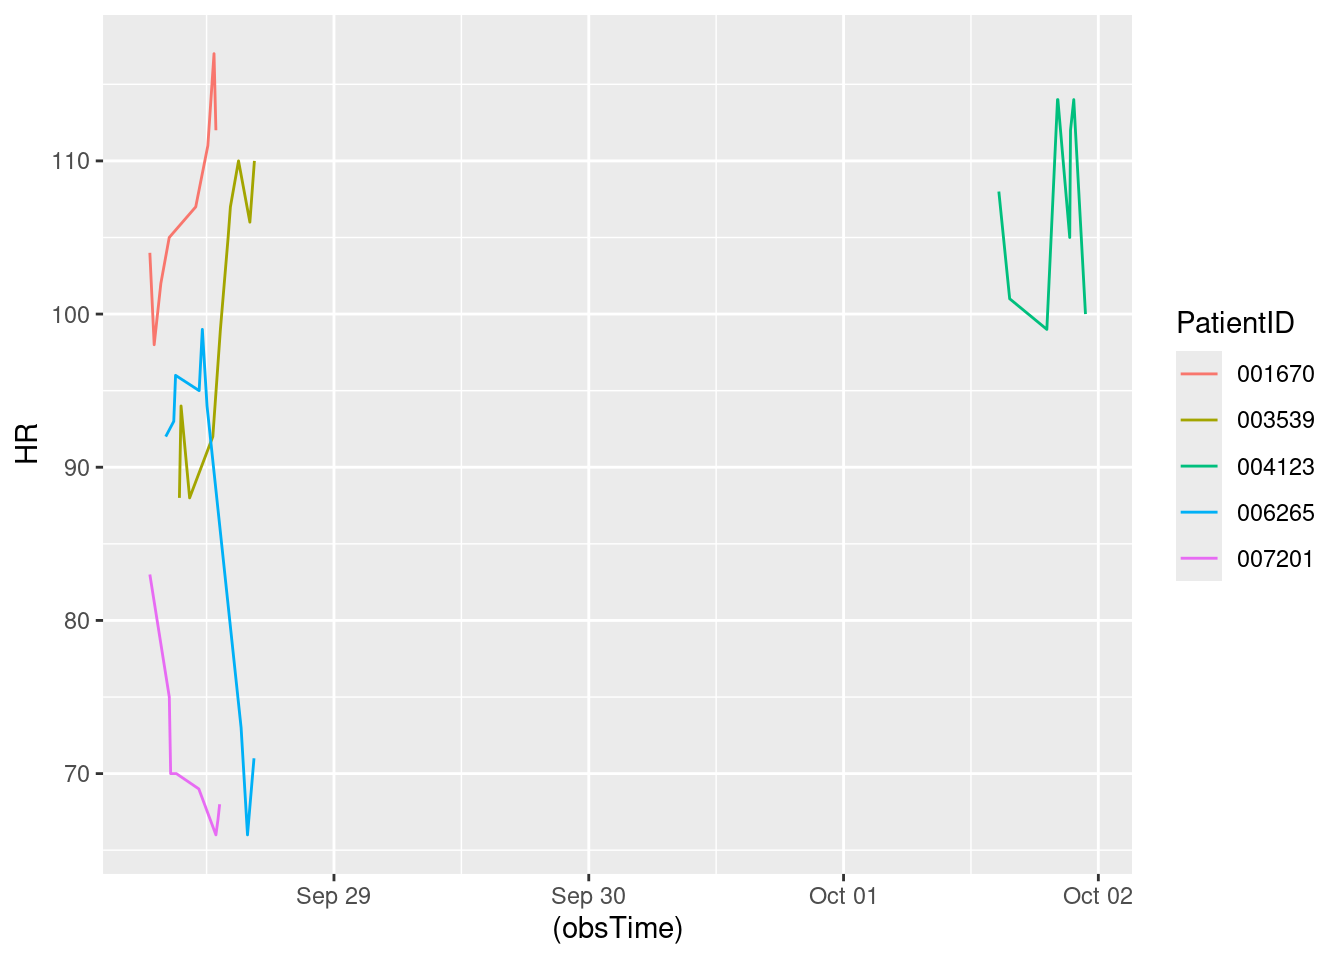 110
100
90
80
70
HR
Sep 29
Sep 30
Oct 01
Oct 02
(obsTime)
PatientID
001670
003539
004123
006265
007201